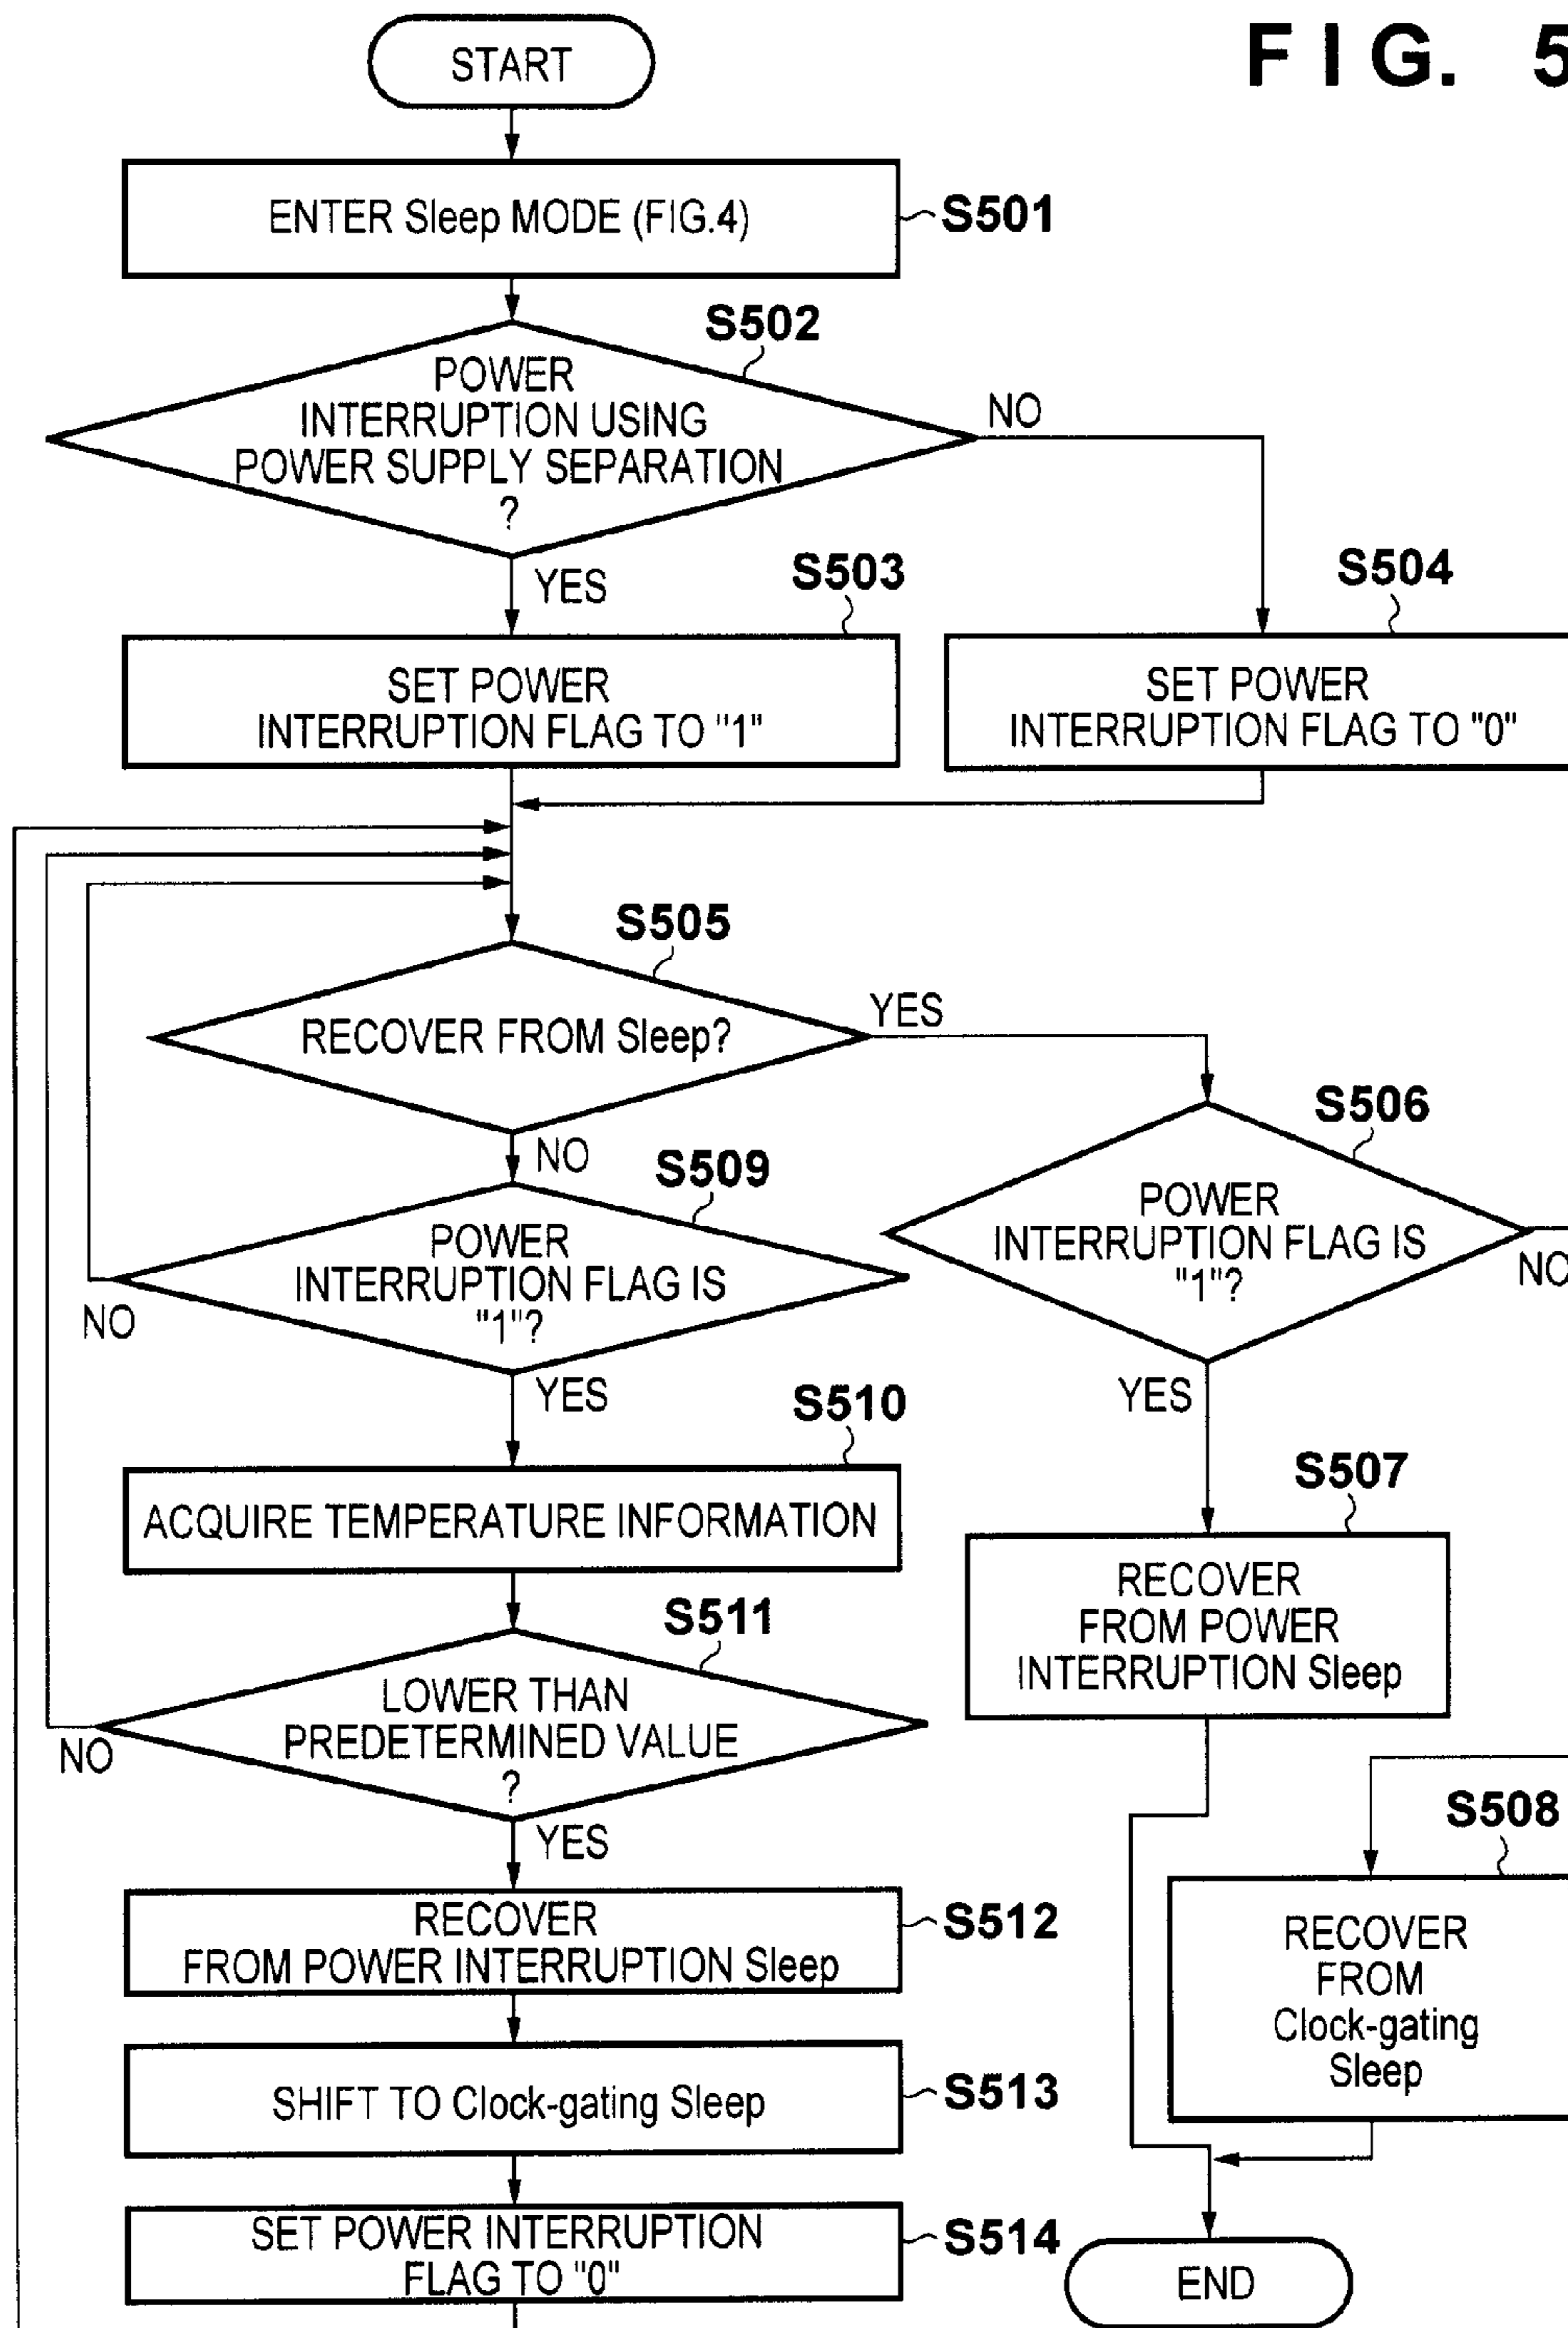 FIG. 5
START
ENTER Sleep MODE (FIG.4)
S501
S502
POWER
INTERRUPTION USING
POWER SUPPLY SEPARATION
?
NO
YES
S503
SET POWER
INTERRUPTION FLAG TO "1"
S504
SET POWER
INTERRUPTION FLAG TO "0"
S505
RECOVER FROM Sleep?
YES
NO
S506
POWER
INTERRUPTION FLAG IS
"1"?
NO
YES
S509
POWER
INTERRUPTION FLAG IS
"1"?
NO
YES
S507
RECOVER
FROM POWER
INTERRUPTION Sleep
S510
ACQUIRE TEMPERATURE INFORMATION
S511
LOWER THAN
PREDETERMINED VALUE
?
NO
YES
S508
RECOVER
FROM
Clock-gating
Sleep
RECOVER
FROM POWER INTERRUPTION Sleep
S512
SHIFT TO Clock-gating Sleep
S513
SET POWER INTERRUPTION
FLAG TO "0"
S514
END